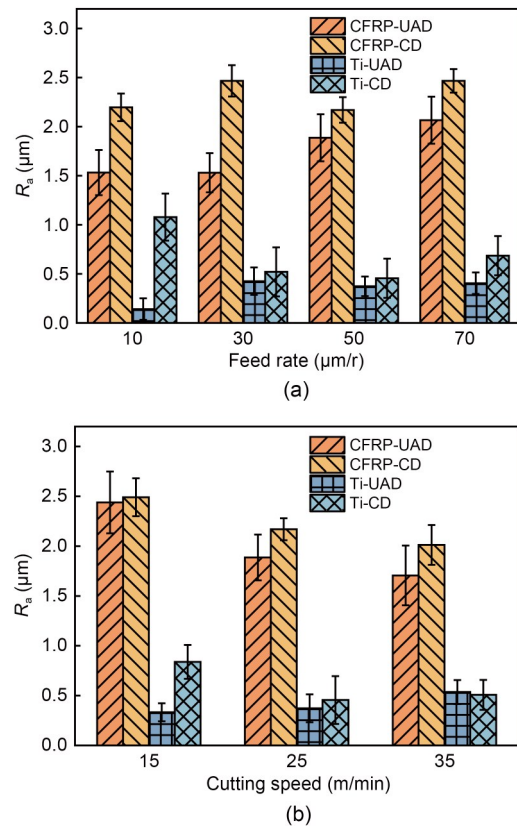 3.0
2.5
2.0
1.5
1.0
0.5
0.0
Rₐ (μm)
CFRP-UAD
CFRP-CD
Ti-UAD
Ti-CD
10 30 50 70
Feed rate (μm/r)
(a)
3.0
2.5
2.0
1.5
1.0
0.5
0.0
Rₐ (μm)
CFRP-UAD
CFRP-CD
Ti-UAD
Ti-CD
15 25 35
Cutting speed (m/min)
(b)